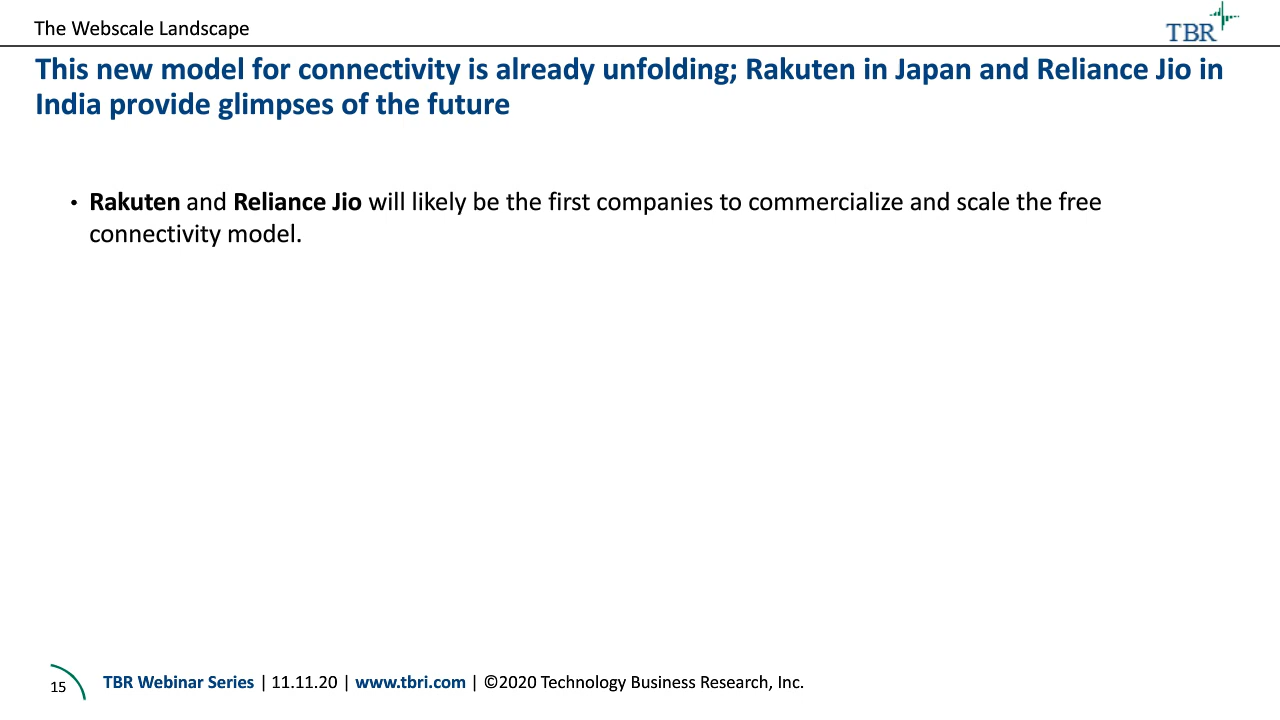 The Webscale Landscape
TBR
This new model for connectivity is already unfolding; Rakuten in Japan and Reliance Jio in
India provide glimpses of the future
• Rakuten and Reliance Jio will likely be the first companies to commercialize and scale the free
connectivity model.
15
TBR Webinar Series | 11.11.20 | www.tbri.com | ©2020 Technology Business Research, Inc.